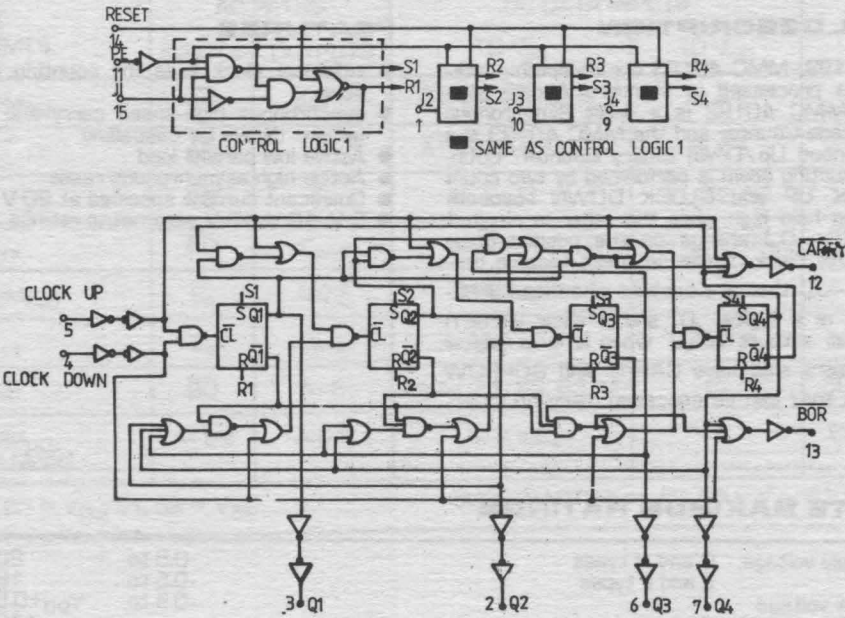 RESET
14
PE
11
J1
15
S1
R1
CONTROL LOGIC 1
J2
1
R2
S2
J3
10
R3
S3
J4
9
R4
S4
SAME AS CONTROL LOGIC 1
CARRY
12
CLOCK UP
5
4
CLOCK DOWN
S1
S Q1
CL
Q1
R
R1
S2
S Q2
CL
Q2
R
R2
S3
S Q3
CL
Q3
R
R3
S4
S Q4
CL
Q4
R
R4
BOR
13
3 Q1
2 Q2
6 Q3
7 Q4